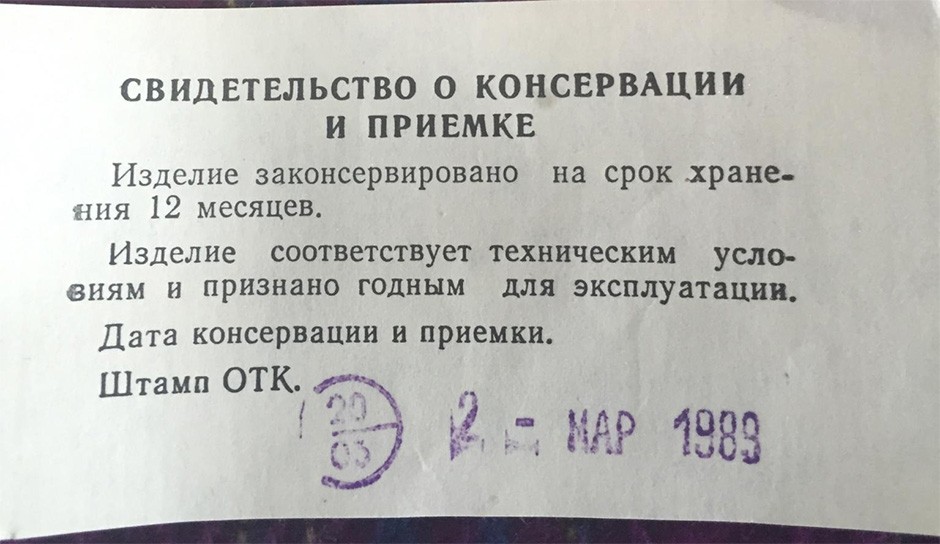 СВИДЕТЕЛЬСТВО О КОНСЕРВАЦИИ
И ПРИЕМКЕ
Изделие законсервировано на срок хране-
ния 12 месяцев.
Изделие соответствует техническим усло-
виям и признано годным для эксплуатации.
Дата консервации и приемки.
Штамп ОТК.
20
03
2 - МАР 1989